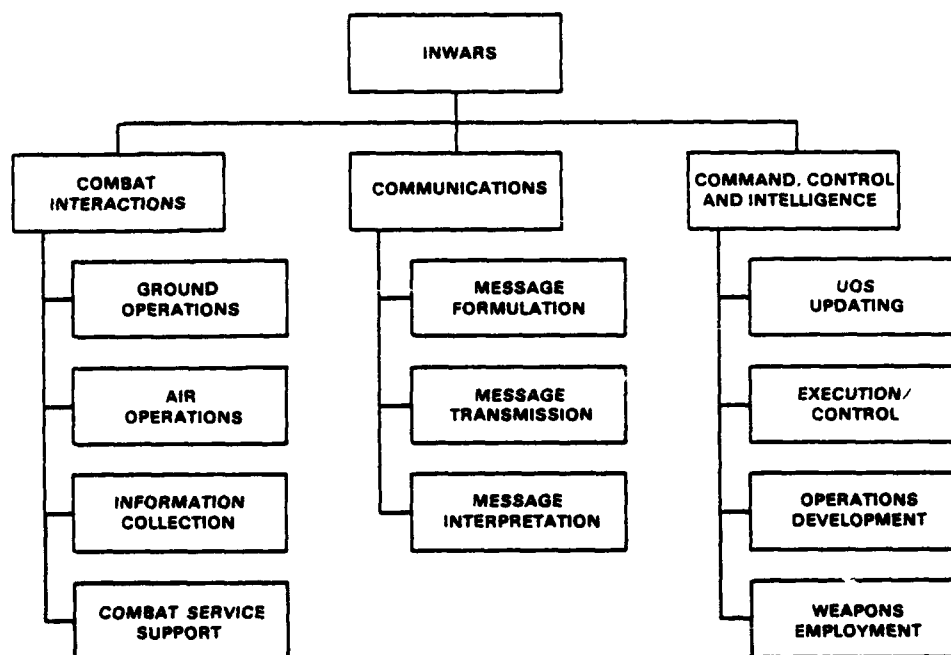 INWARS
COMBAT
INTERACTIONS
GROUND
OPERATIONS
AIR
OPERATIONS
INFORMATION
COLLECTION
COMBAT SERVICE
SUPPORT
COMMUNICATIONS
MESSAGE
FORMULATION
MESSAGE
TRANSMISSION
MESSAGE
INTERPRETATION
COMMAND, CONTROL
AND INTELLIGENCE
UOS
UPDATING
EXECUTION/
CONTROL
OPERATIONS
DEVELOPMENT
WEAPONS
EMPLOYMENT